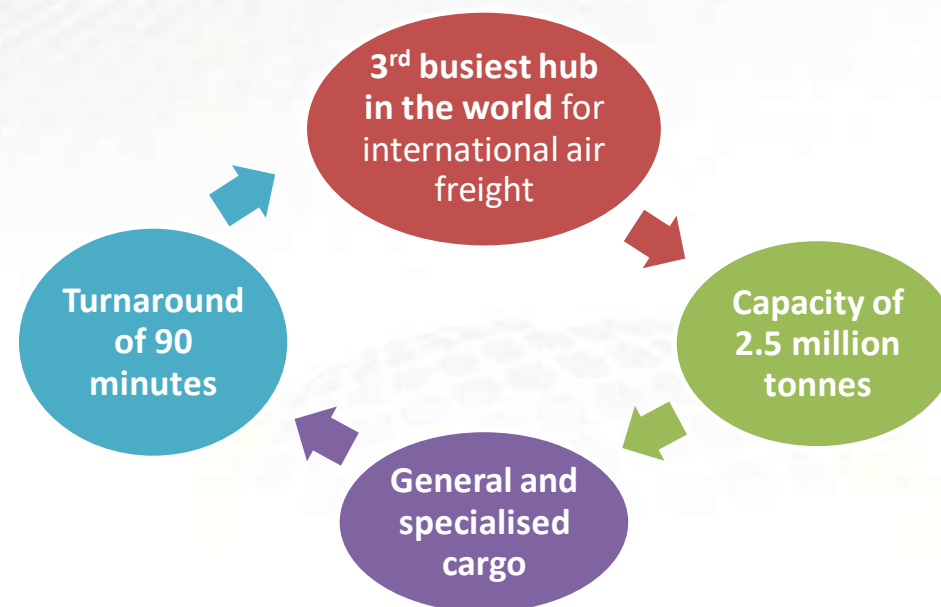 3rd busiest hub
in the world for
international air
freight
Capacity of
2.5 million
tonnes
General and
specialised
cargo
Turnaround
of 90
minutes